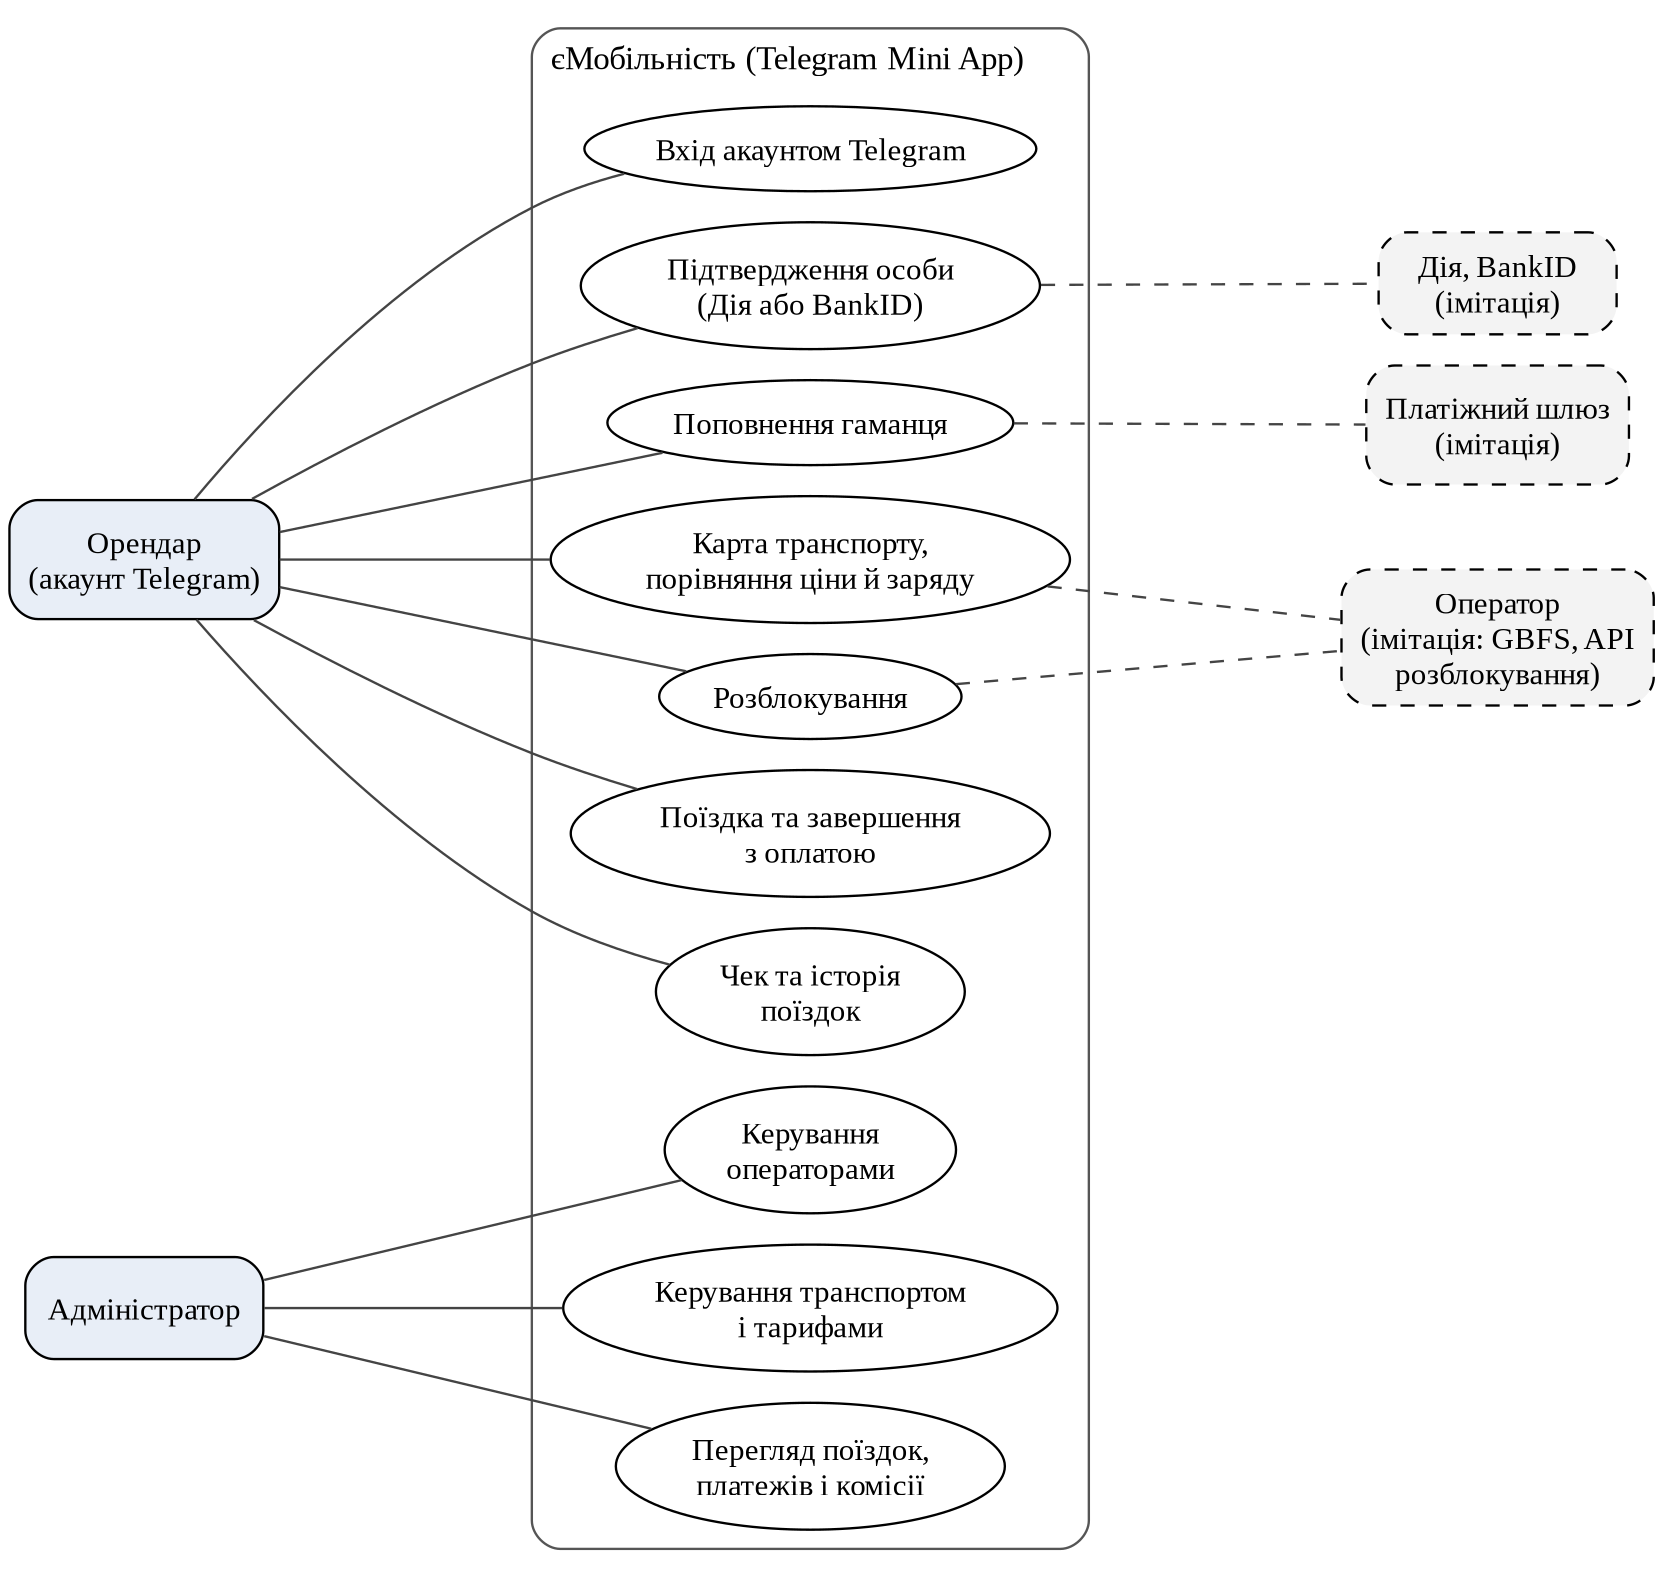 єМобільність (Telegram Mini App)
Вхід акаунтом Telegram
Підтвердження особи
(Дія або BankID)
Дія, BankID
(імітація)
Поповнення гаманця
Платіжний шлюз
(імітація)
Орендар
(акаунт Telegram)
Карта транспорту,
порівняння ціни й заряду
Оператор
(імітація: GBFS, API
розблокування)
Розблокування
Поїздка та завершення
з оплатою
Чек та історія
поїздок
Керування
операторами
Адміністратор
Керування транспортом
і тарифами
Перегляд поїздок,
платежів і комісії